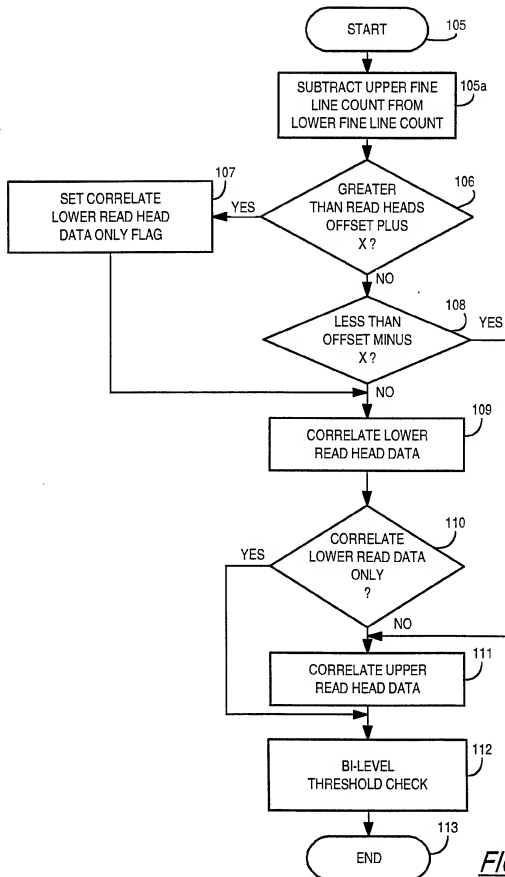 START
105
SUBTRACT UPPER FINE
LINE COUNT FROM
LOWER FINE LINE COUNT
105a
107
SET CORRELATE
LOWER READ HEAD
DATA ONLY FLAG
YES
GREATER
THAN READ HEADS
OFFSET PLUS
X ?
106
NO
LESS THAN
OFFSET MINUS
X ?
108
YES
NO
109
CORRELATE LOWER
READ HEAD DATA
110
CORRELATE
LOWER READ DATA
ONLY
?
YES
NO
111
CORRELATE UPPER
READ HEAD DATA
112
BI-LEVEL
THRESHOLD CHECK
113
END